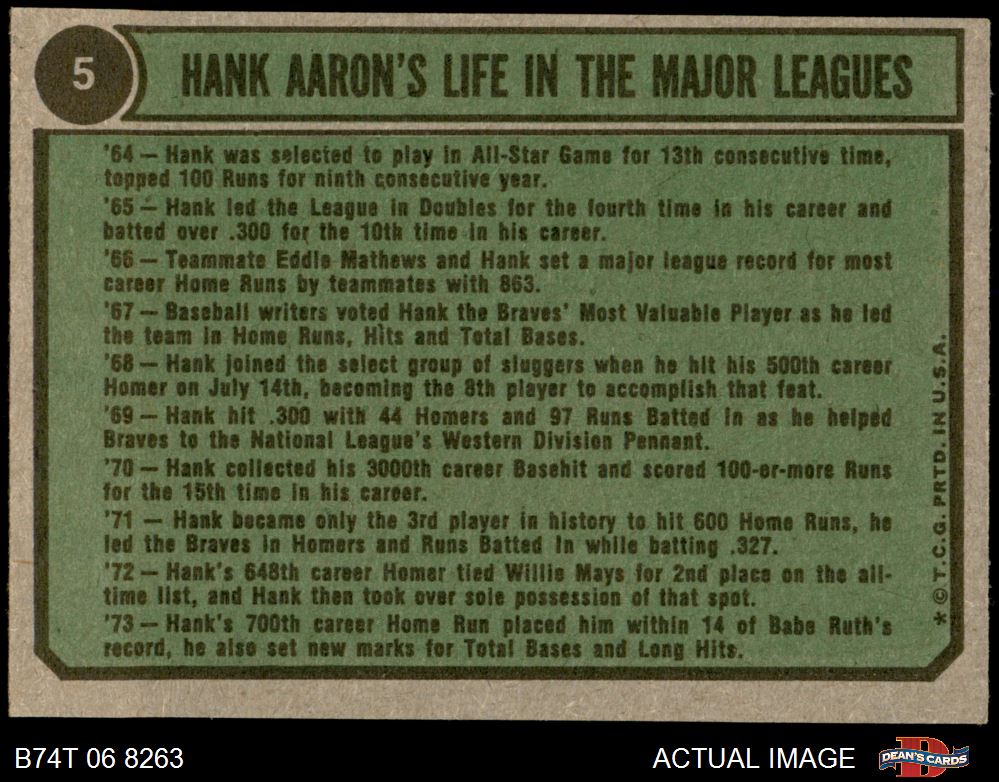 5
HANK AARON'S LIFE IN THE MAJOR LEAGUES
'64 — Hank was selected to play in All-Star Game for 13th consecutive time,
topped 100 Runs for ninth consecutive year.
'65 — Hank led the League in Doubles for the fourth time in his career and
batted over .300 for the 10th time in his career.
'66 — Teammate Eddie Mathews and Hank set a major league record for most
career Home Runs by teammates with 863.
'67 — Baseball writers voted Hank the Braves' Most Valuable Player as he led
the team in Home Runs, Hits and Total Bases.
'68 — Hank joined the select group of sluggers when he hit his 500th career
Homer on July 14th, becoming the 8th player to accomplish that feat.
'69 — Hank hit .300 with 44 Homers and 97 Runs Batted In as he helped
Braves to the National League's Western Division Pennant.
'70 — Hank collected his 3000th career Basehit and scored 100-or-more Runs
for the 15th time in his career.
'71 — Hank became only the 3rd player in history to hit 600 Home Runs, he
led the Braves in Homers and Runs Batted In while batting .327.
'72 — Hank's 648th career Homer tied Willie Mays for 2nd place on the all-
time list, and Hank then took over sole possession of that spot.
'73 — Hank's 700th career Home Run placed him within 14 of Babe Ruth's
record, he also set new marks for Total Bases and Long Hits.
* © T.C.G. PRTD. IN U.S.A.
B74T 06 8263
ACTUAL IMAGE
DEAN'S CARDS